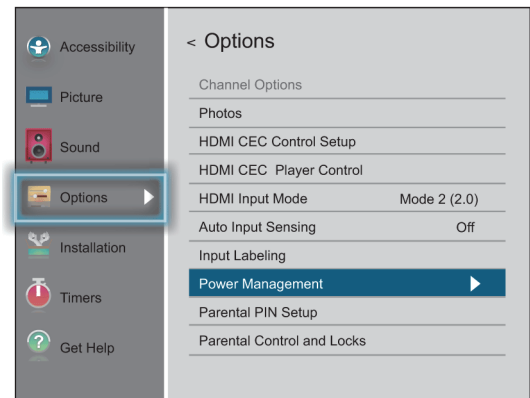 Accessibility
Picture
Sound
Options
Installation
Timers
Get Help
< Options
Channel Options
Photos
HDMI CEC Control Setup
HDMI CEC  Player Control
HDMI Input Mode Mode 2 (2.0)
Auto Input Sensing Off
Input Labeling
Power Management
Parental PIN Setup
Parental Control and Locks